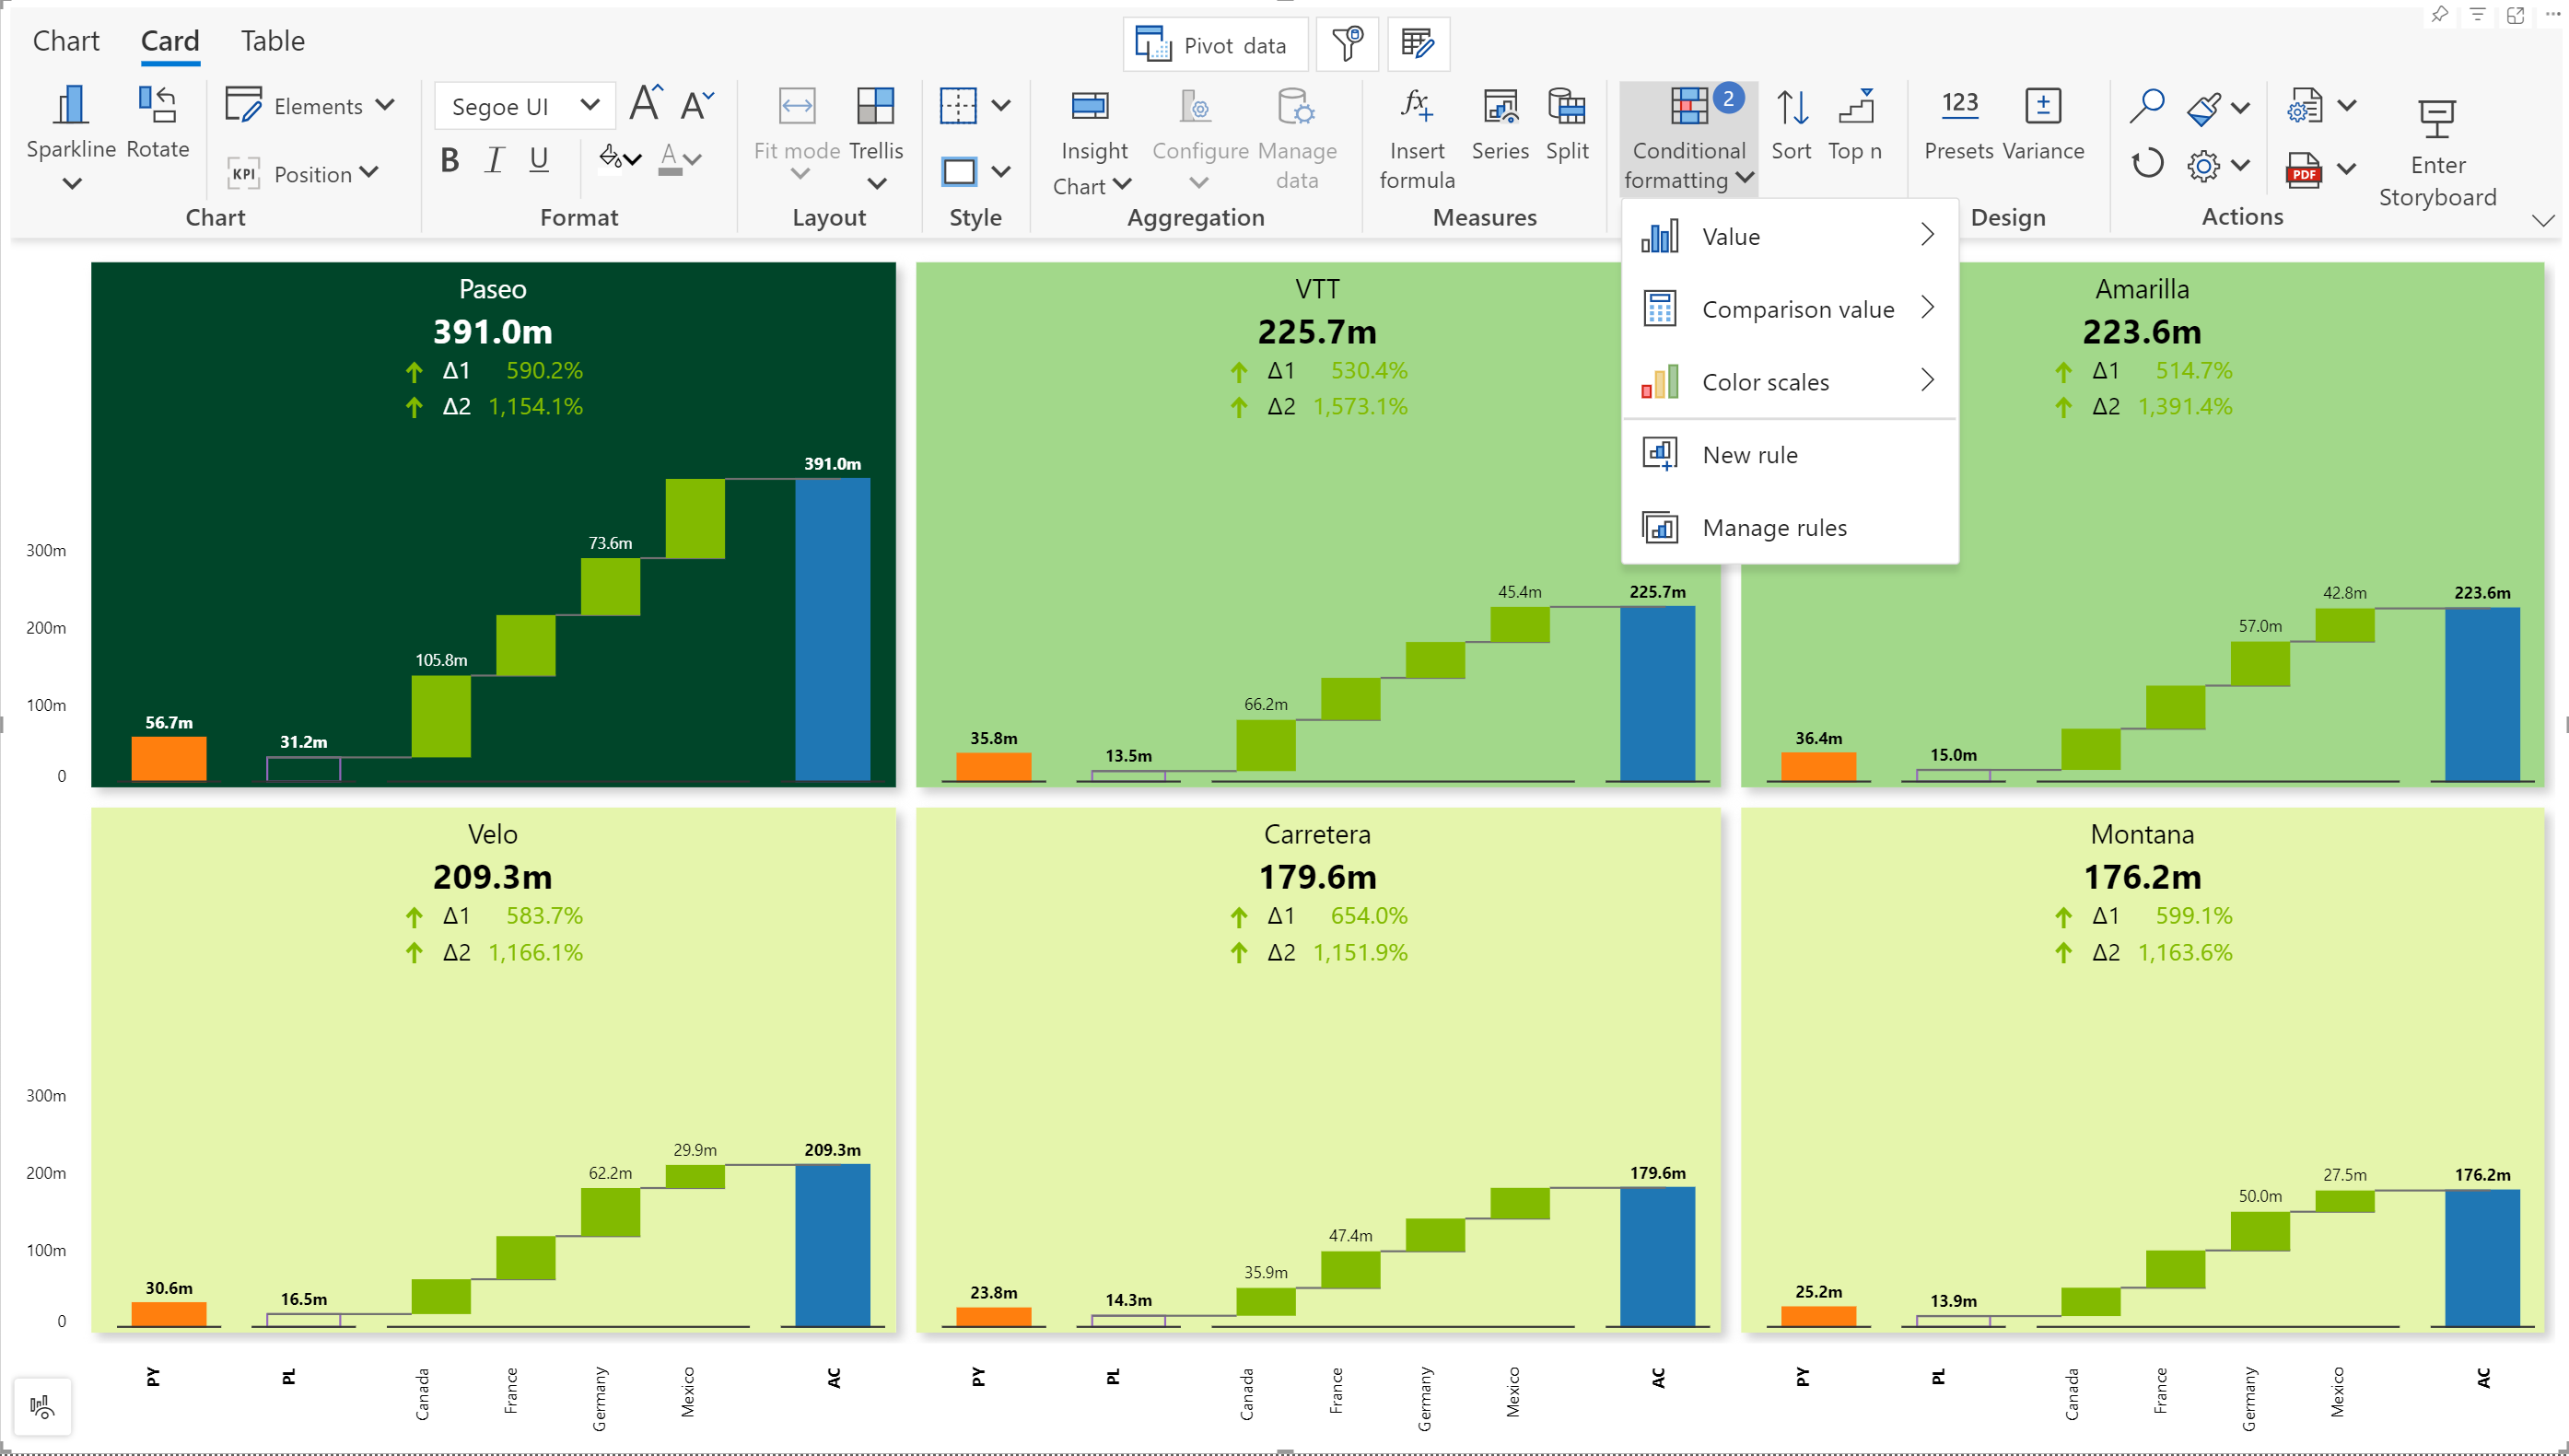 Chart Card Table
Pivot data
Sparkline Rotate
Elements
KPI Position
Chart
Segoe UI A A
B I U A
Format
Fit mode Trellis
Layout
Style
Insight Chart Configure Manage data
Aggregation
fx Insert formula Series Split
Measures
Conditional formatting 2 Sort Top n
123 Presets Variance
Design
PDF
Actions
Enter Storyboard
Value
Comparison value
Color scales
New rule
Manage rules
Paseo
391.0m
Δ1 590.2%
Δ2 1,154.1%
300m
200m
100m
0
56.7m
31.2m
105.8m
73.6m
391.0m
VTT
225.7m
Δ1 530.4%
Δ2 1,573.1%
35.8m
13.5m
66.2m
45.4m
225.7m
Amarilla
223.6m
Δ1 514.7%
Δ2 1,391.4%
36.4m
15.0m
57.0m
42.8m
223.6m
Velo
209.3m
Δ1 583.7%
Δ2 1,166.1%
300m
200m
100m
0
30.6m
16.5m
62.2m
29.9m
209.3m
Carretera
179.6m
Δ1 654.0%
Δ2 1,151.9%
23.8m
14.3m
35.9m
47.4m
179.6m
Montana
176.2m
Δ1 599.1%
Δ2 1,163.6%
25.2m
13.9m
50.0m
27.5m
176.2m
PY PL Canada France Germany Mexico AC
PY PL Canada France Germany Mexico AC
PY PL Canada France Germany Mexico AC